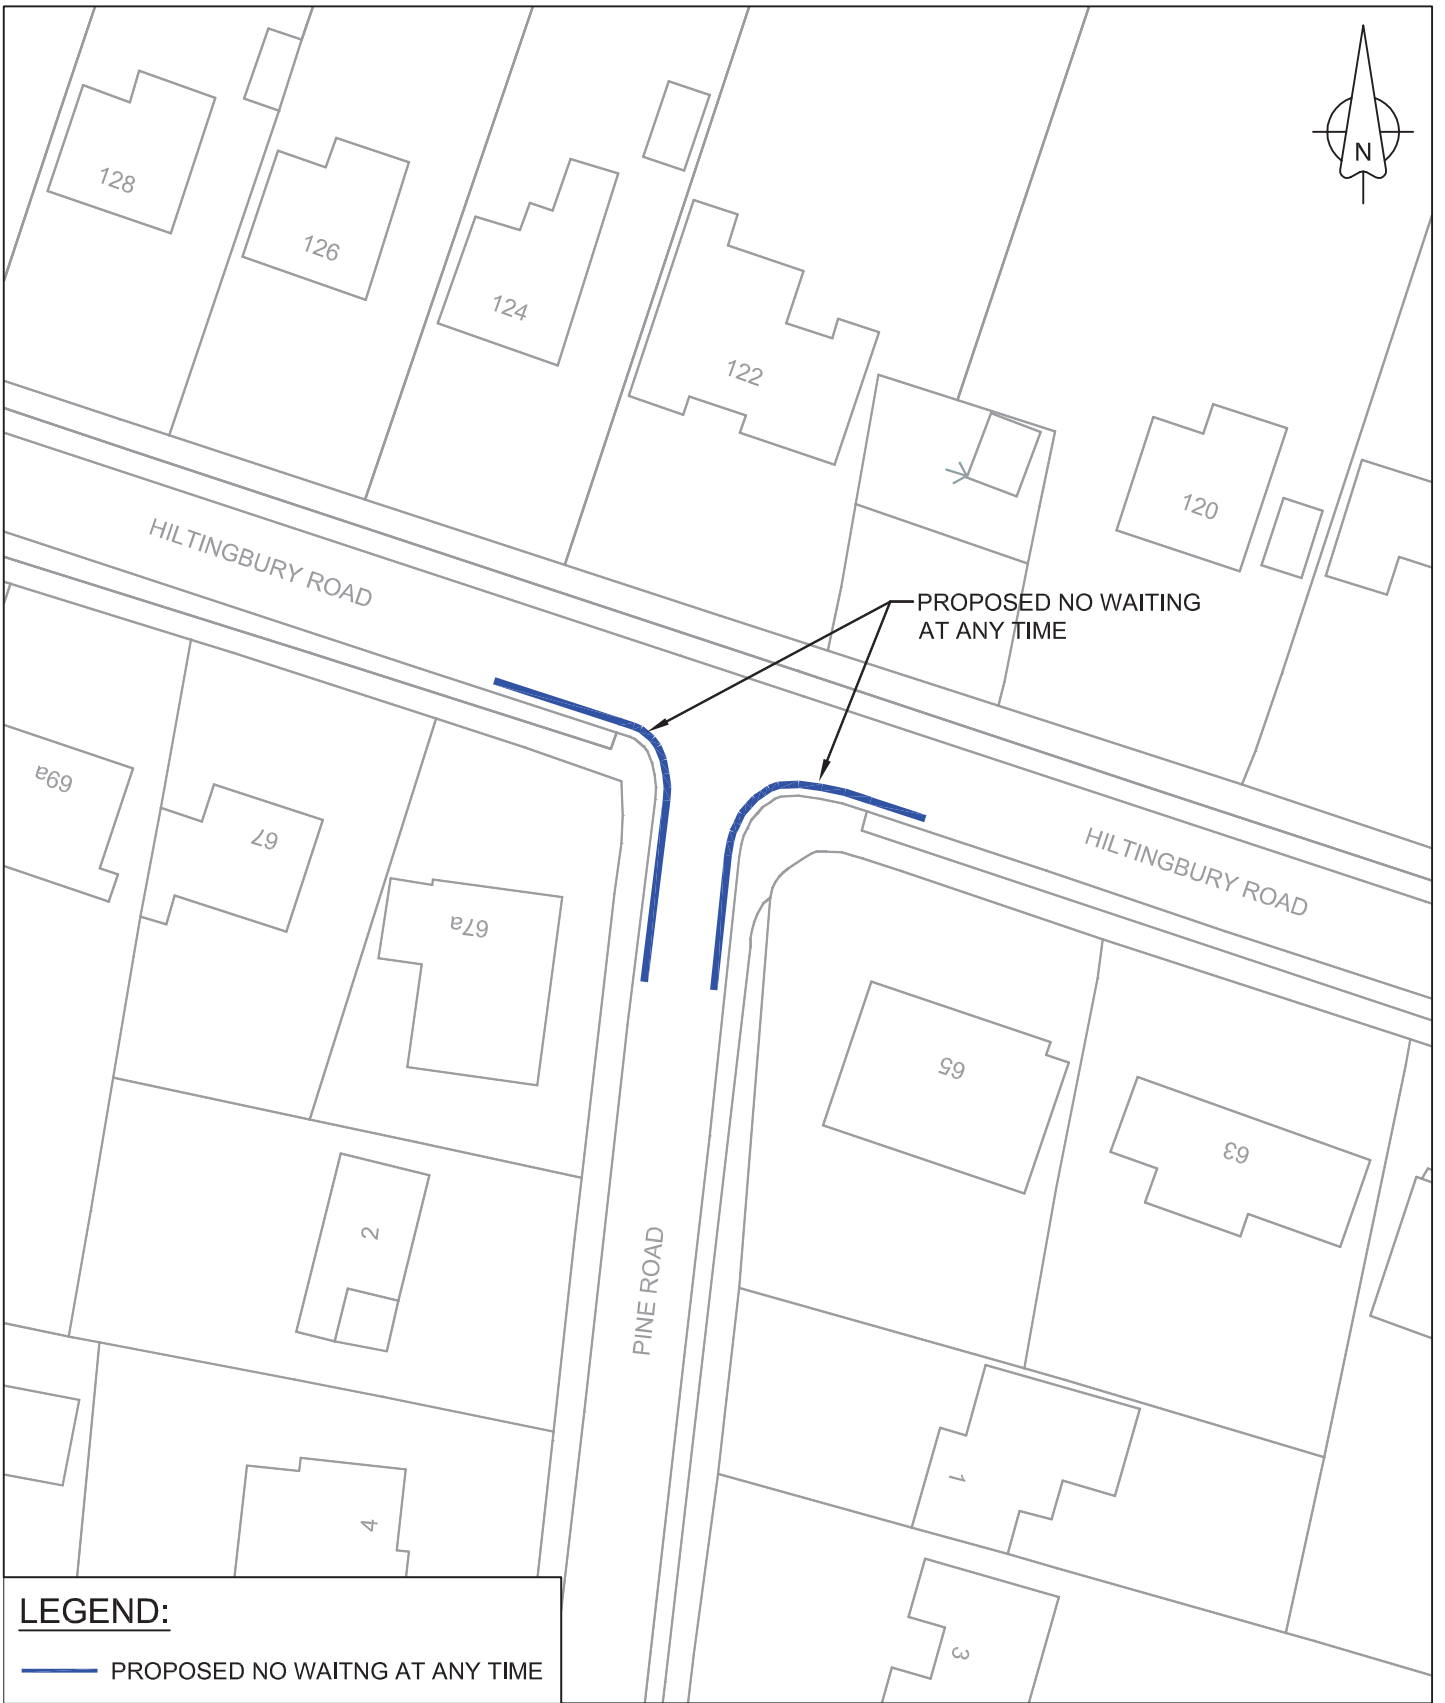 N
128
126
124
122
120
HILTINGBURY ROAD
PROPOSED NO WAITING
AT ANY TIME
69a
67
67a
HILTINGBURY ROAD
65
63
2
PINE ROAD
1
4
3
LEGEND:
PROPOSED NO WAITNG AT ANY TIME